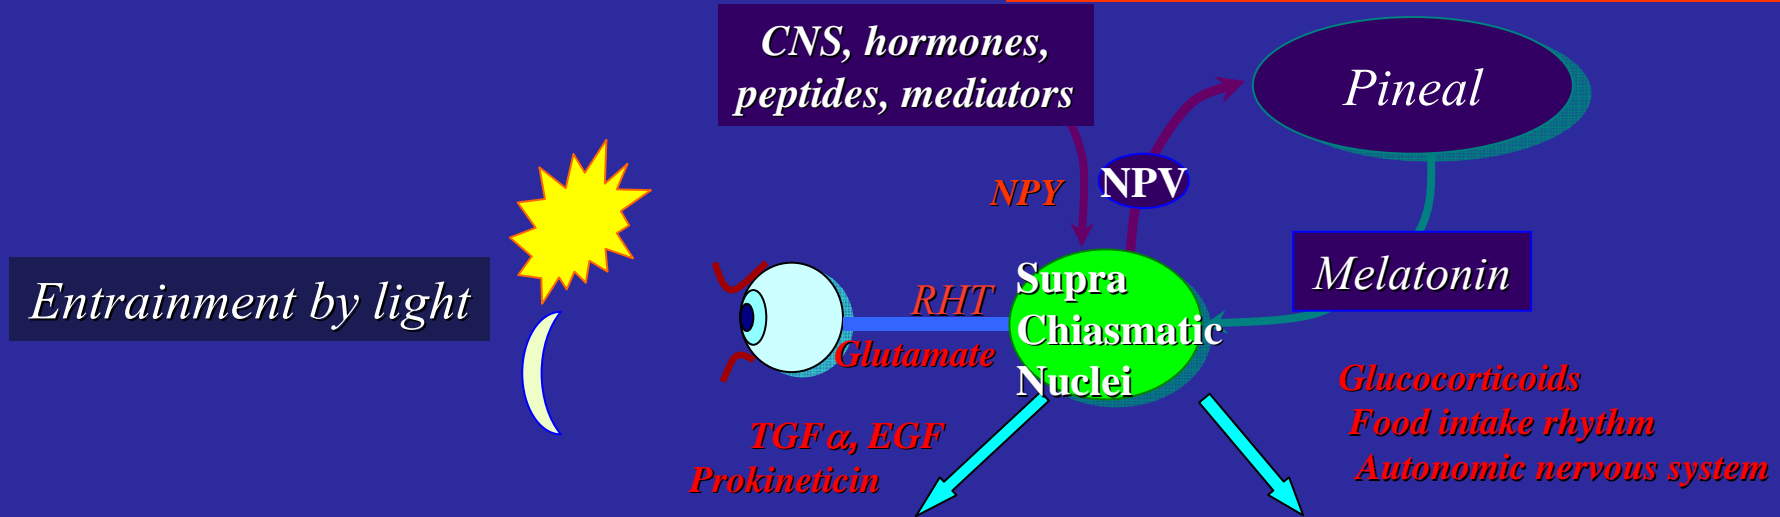 CNS, hormones,
peptides, mediators
Pineal
NPY
NPV
Entrainment by light
RHT
Glutamate
Supra
Chiasmatic
Nuclei
Melatonin
TGF α, EGF
Prokineticin
Glucocorticoids
Food intake rhythm
Autonomic nervous system